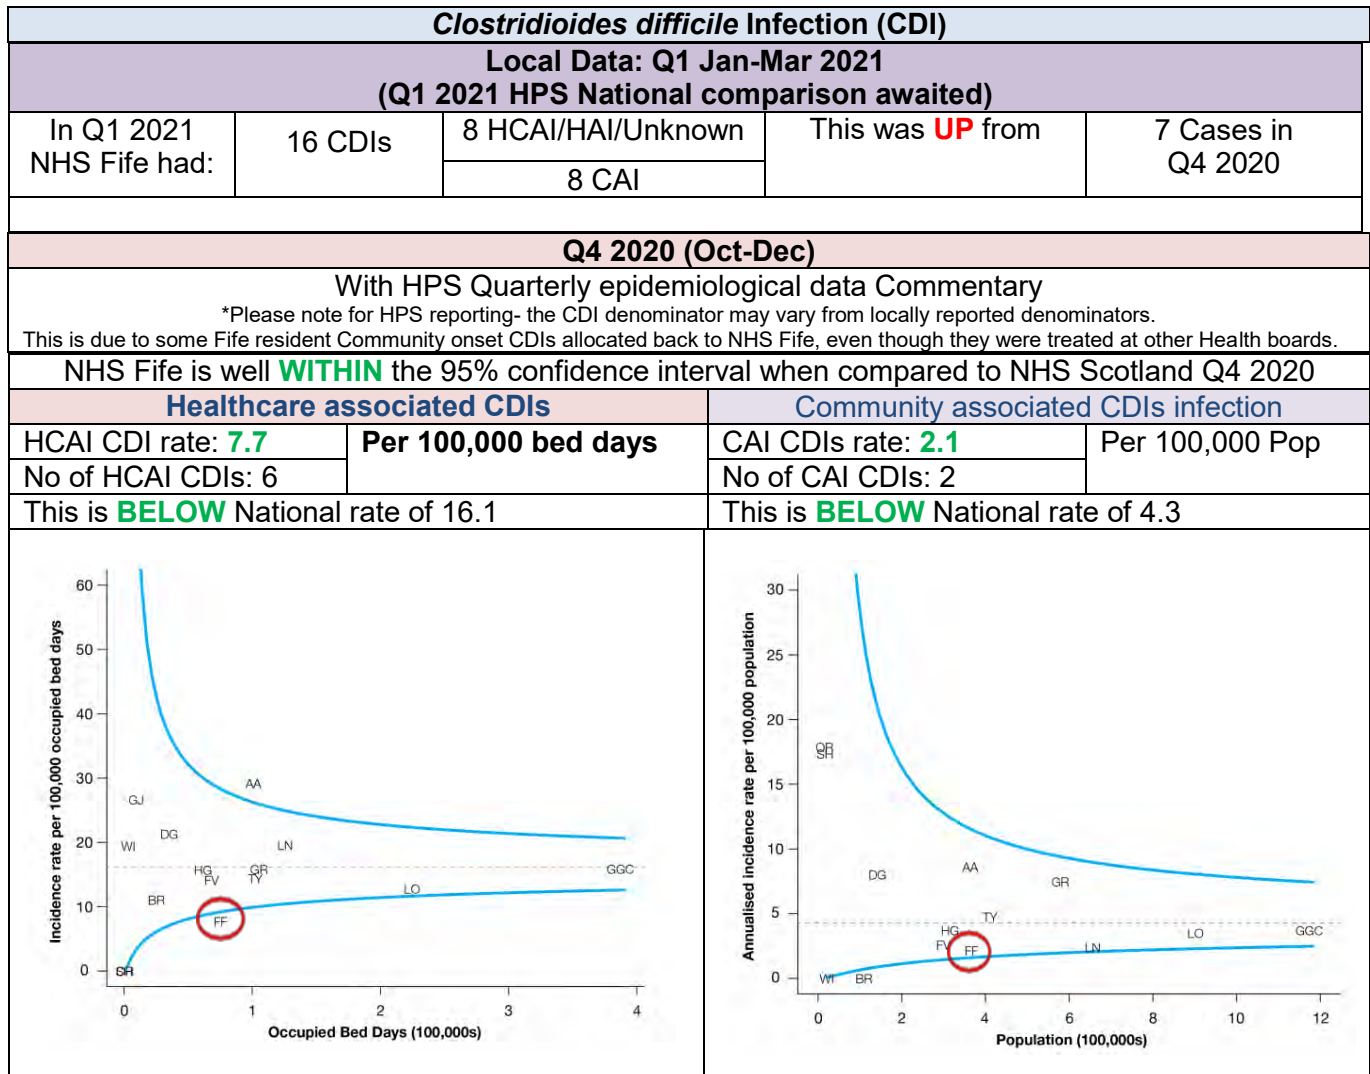 Clostridioides difficile Infection (CDI)
Local Data: Q1 Jan-Mar 2021
(Q1 2021 HPS National comparison awaited)
In Q1 2021
NHS Fife had:
16 CDIs
8 HCAI/HAI/Unknown
8 CAI
This was UP from
7 Cases in
Q4 2020
Q4 2020 (Oct-Dec)
With HPS Quarterly epidemiological data Commentary
*Please note for HPS reporting- the CDI denominator may vary from locally reported denominators.
This is due to some Fife resident Community onset CDIs allocated back to NHS Fife, even though they were treated at other Health boards.
NHS Fife is well WITHIN the 95% confidence interval when compared to NHS Scotland Q4 2020
Healthcare associated CDIs
HCAI CDI rate: 7.7
Per 100,000 bed days
No of HCAI CDIs: 6
This is BELOW National rate of 16.1
Community associated CDIs infection
CAI CDIs rate: 2.1
Per 100,000 Pop
No of CAI CDIs: 2
This is BELOW National rate of 4.3
Incidence rate per 100,000 occupied bed days
60
50
40
30
20
10
0
AA
GJ
DG
WI
LN
HG
GR
FV
TY
GGC
LO
BR
FF
0
1
2
3
4
Occupied Bed Days (100,000s)
Annualised incidence rate per 100,000 population
30
25
20
15
10
5
0
OR
SH
AA
DG
GR
TY
HG
LO
GGC
FV
FF
LN
WI
BR
0
2
4
6
8
10
12
Population (100,000s)